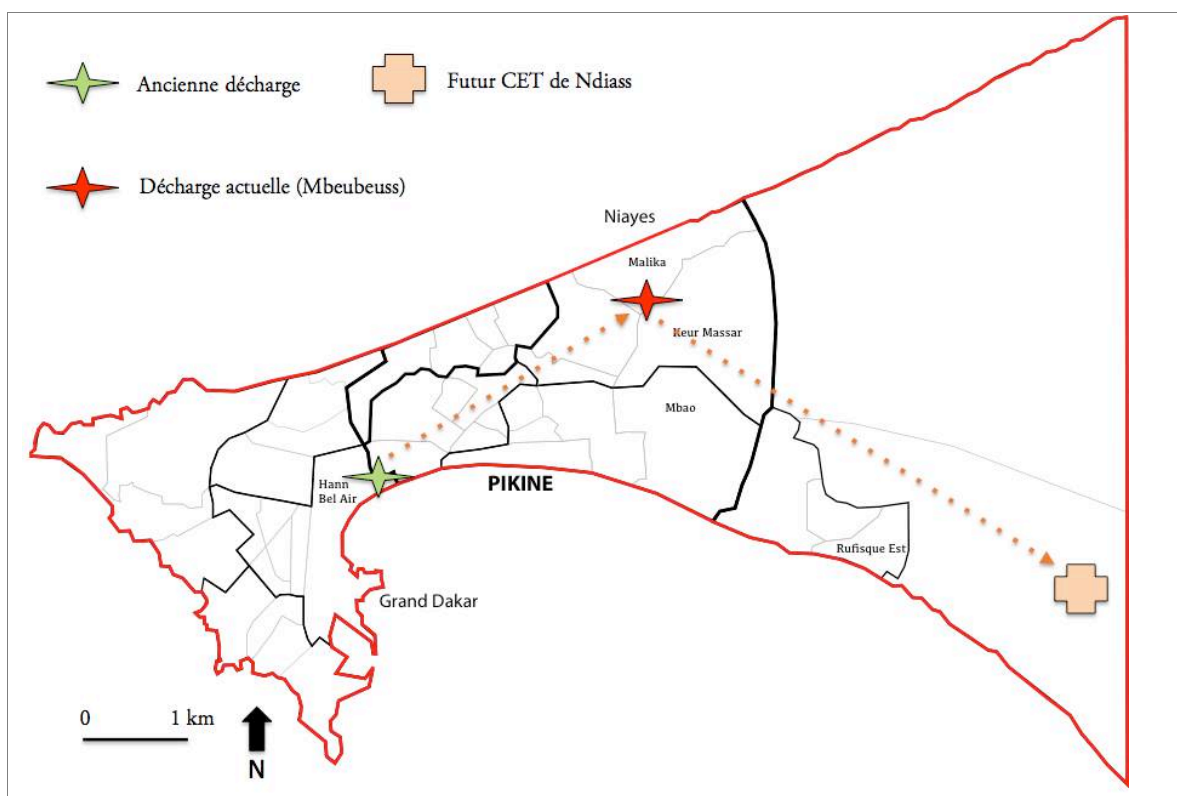 Ancienne décharge
Futur CET de Ndiass
Décharge actuelle (Mbeubeuss)
Niayes
Malika
Keur Massar
Mbao
Hann
Bel Air
PIKINE
Rufisque Est
Grand Dakar
0 1 km
N